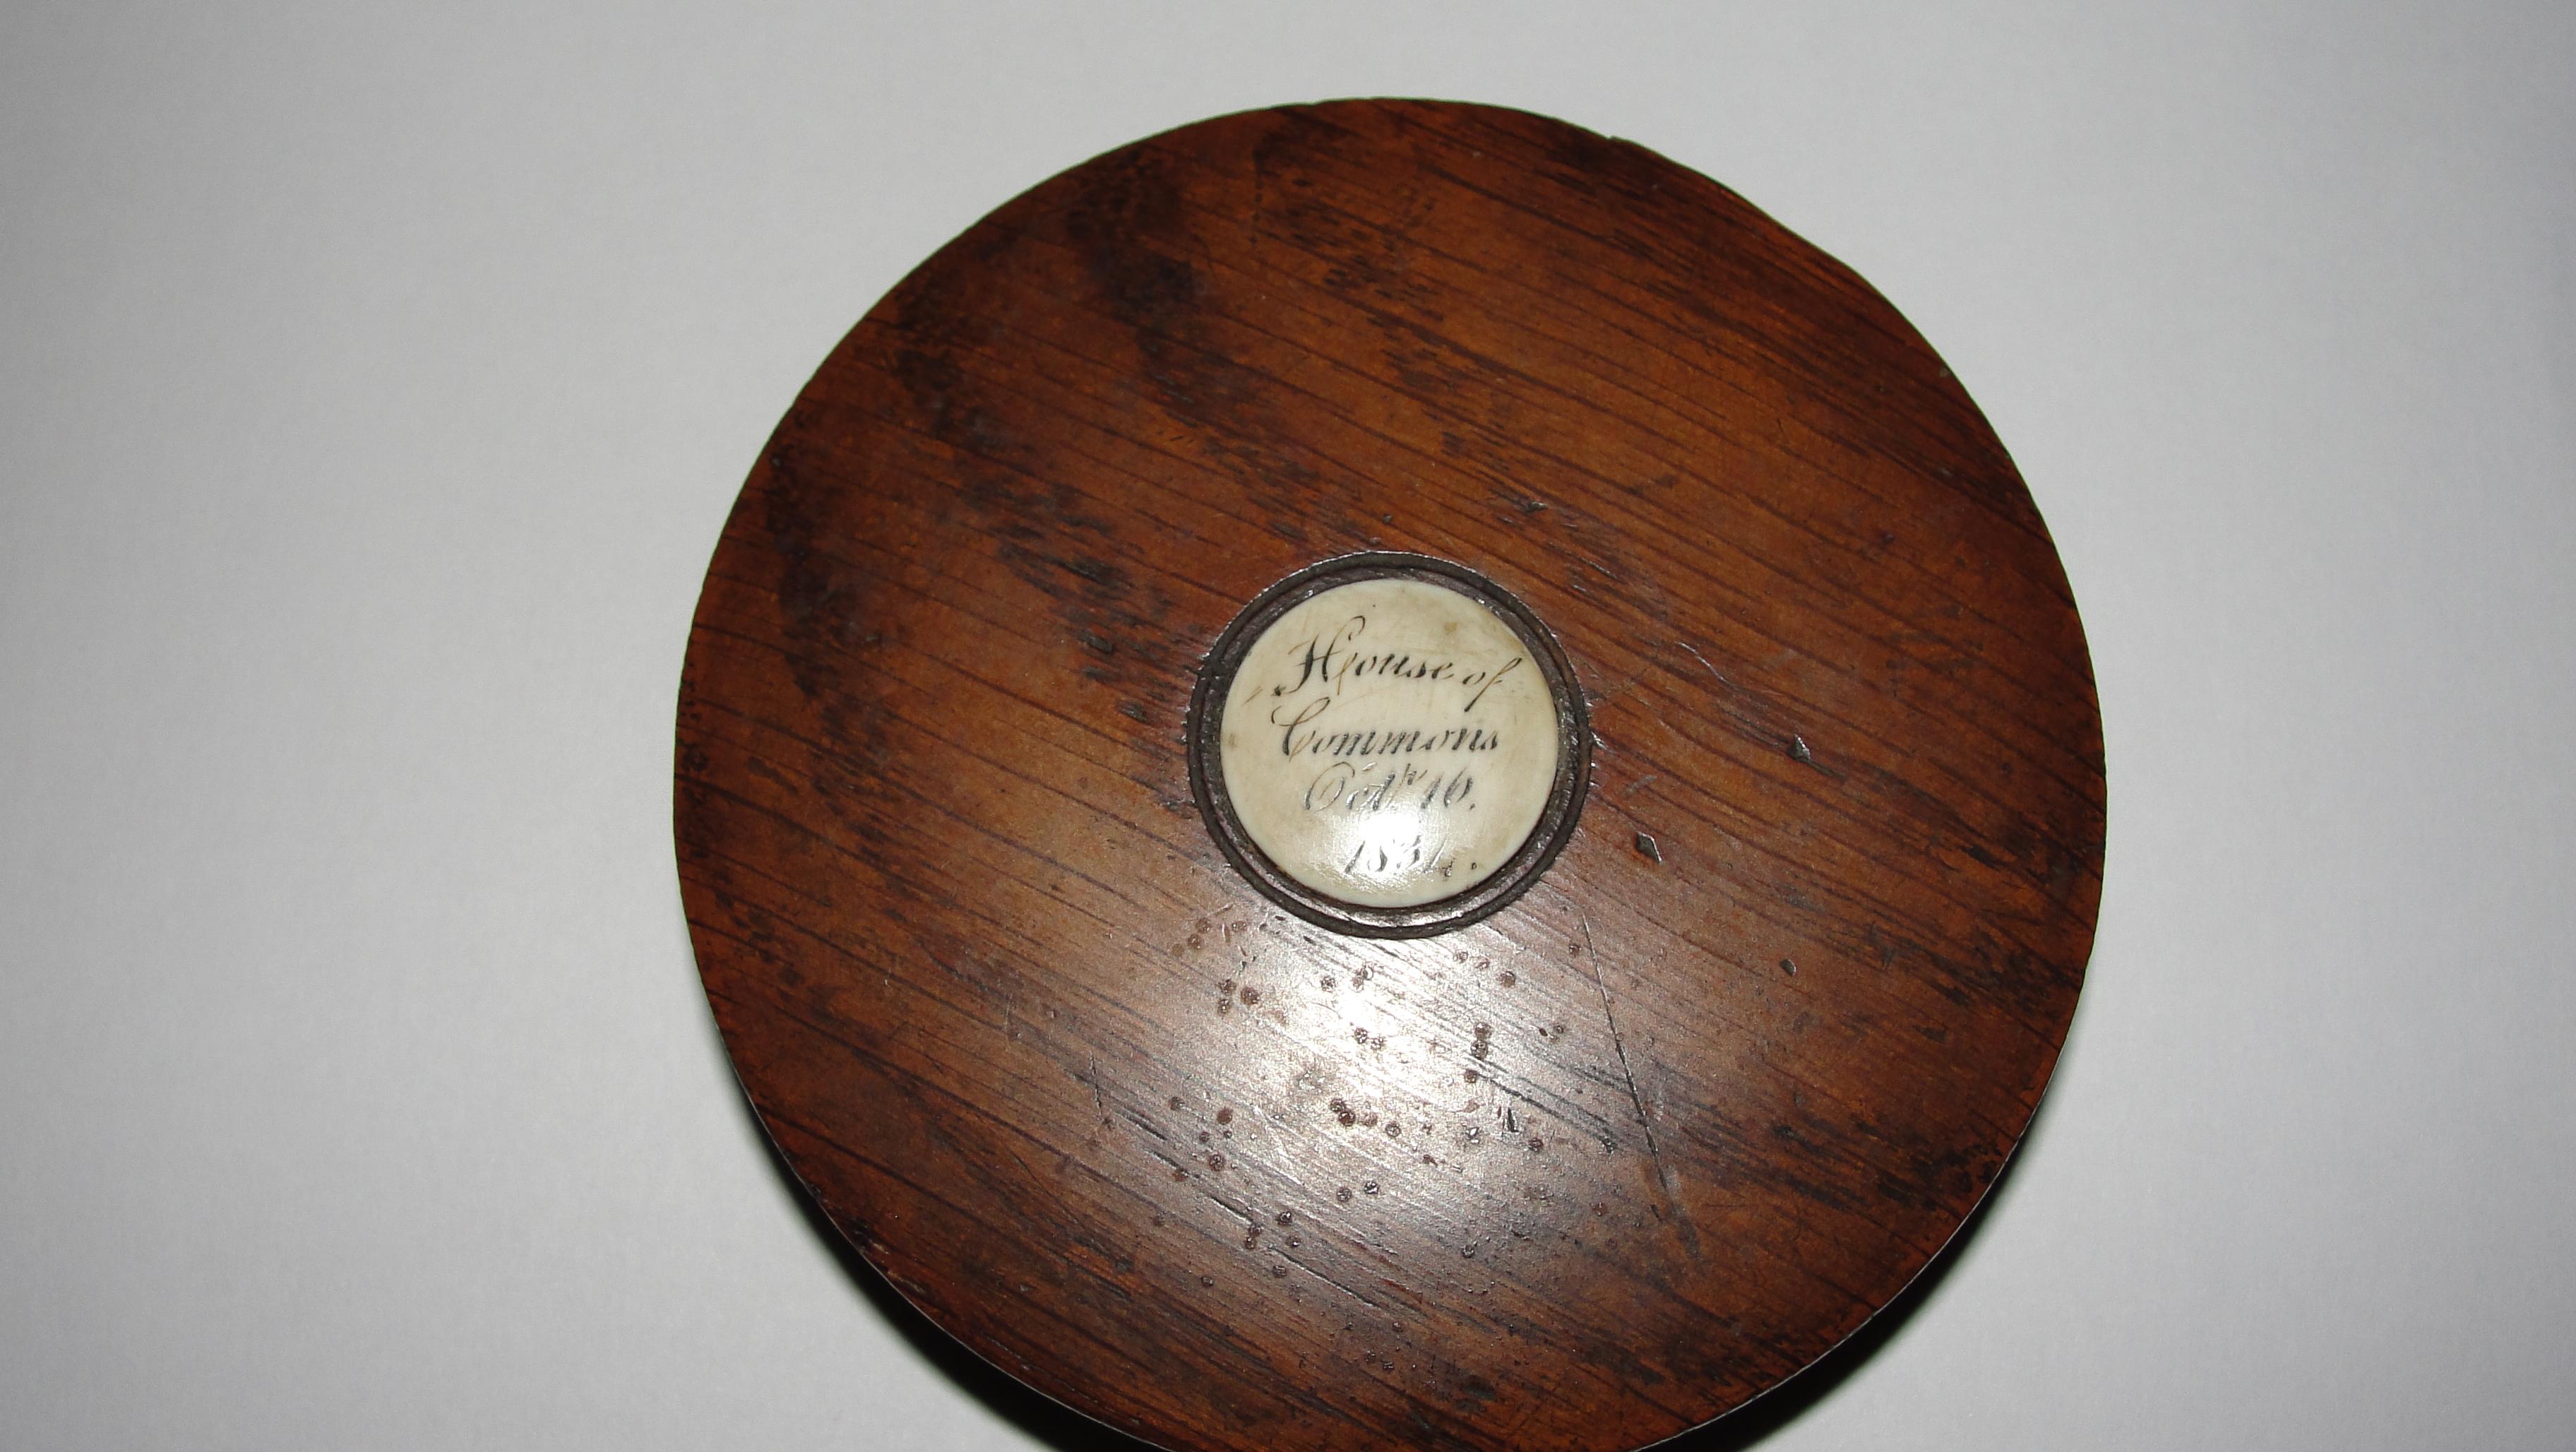 House of
Commons
Octr 16.
1834.